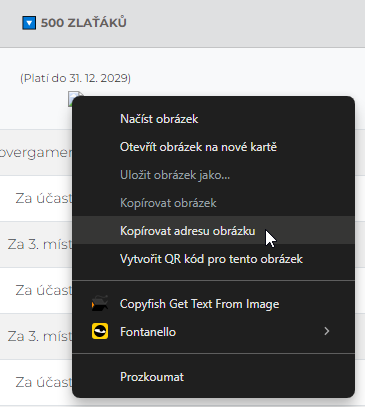 500 ZLAŤÁKŮ
(Platí do 31. 12. 2029)
Načíst obrázek
overgamer
Otevřít obrázek na nové kartě
Uložit obrázek jako...
Za účast
Kopírovat obrázek
Kopírovat adresu obrázku
Za 3. míst
Vytvořit QR kód pro tento obrázek
Za účast
Copyfish Get Text From Image
Fontanello
Za 3. míst
Prozkoumat
Za účast